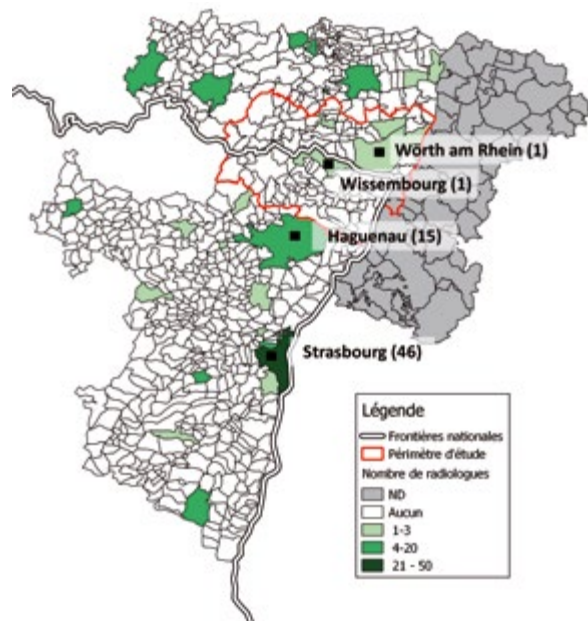 Wörth am Rhein (1)
Wissembourg (1)
Haguenau (15)
Strasbourg (46)
Légende
Frontières nationales
Périmètre d'étude
Nombre de radiologues
ND
Aucun
1-3
4-20
21 - 50